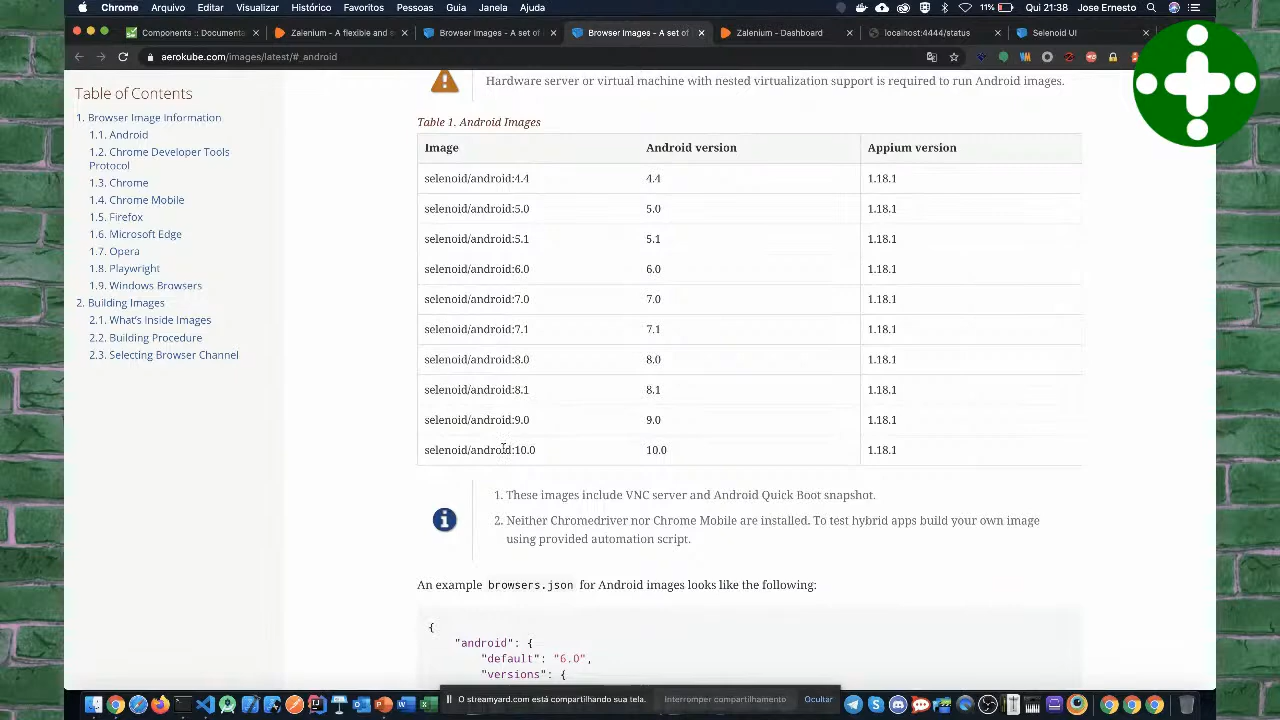 Chrome Arquivo Editar Visualizar Histórico Favoritos Pessoas Guia Janela Ajuda 11% Qui 21:38 Jose Ernesto
Components :: Documento Zalenium - A flexible and Browser Images - A set of Browser Images - A set of Zalenium - Dashboard localhost:4444/status Selenoid UI
aerokube.com/images/latest/#_android
Table of Contents
1. Browser Image Information
1.1. Android
1.2. Chrome Developer Tools
Protocol
1.3. Chrome
1.4. Chrome Mobile
1.5. Firefox
1.6. Microsoft Edge
1.7. Opera
1.8. Playwright
1.9. Windows Browsers
2. Building Images
2.1. What's Inside Images
2.2. Building Procedure
2.3. Selecting Browser Channel
Hardware server or virtual machine with nested virtualization support is required to run Android images.
Table 1. Android Images
Image Android version Appium version
selenoid/android:4.4 4.4 1.18.1
selenoid/android:5.0 5.0 1.18.1
selenoid/android:5.1 5.1 1.18.1
selenoid/android:6.0 6.0 1.18.1
selenoid/android:7.0 7.0 1.18.1
selenoid/android:7.1 7.1 1.18.1
selenoid/android:8.0 8.0 1.18.1
selenoid/android:8.1 8.1 1.18.1
selenoid/android:9.0 9.0 1.18.1
selenoid/android:10.0 10.0 1.18.1
1. These images include VNC server and Android Quick Boot snapshot.
2. Neither Chromedriver nor Chrome Mobile are installed. To test hybrid apps build your own image
using provided automation script.
An example browsers.json for Android images looks like the following:
{
"android": {
"default": "6.0",
"versions": {
O streamyard.com está compartilhando sua tela. Interromper compartilhamento Ocultar